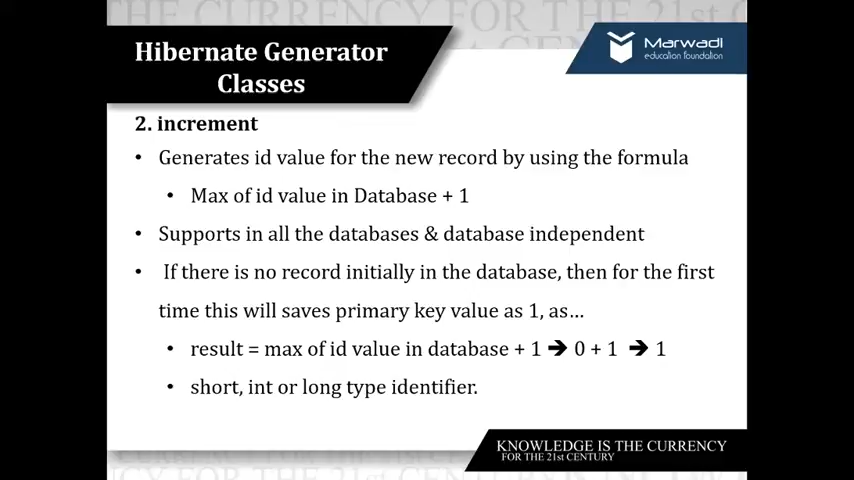 CY FOR THE 21st C
Hibernate Generator
Classes
Marwadi
education foundation
2. increment
• Generates id value for the new record by using the formula
• Max of id value in Database + 1
• Supports in all the databases & database independent
• If there is no record initially in the database, then for the first
time this will saves primary key value as 1, as…
• result = max of id value in database + 1 ➔ 0 + 1 ➔ 1
• short, int or long type identifier.
KNOWLEDGE IS THE CURRENCY
FOR THE 21st CENTURY